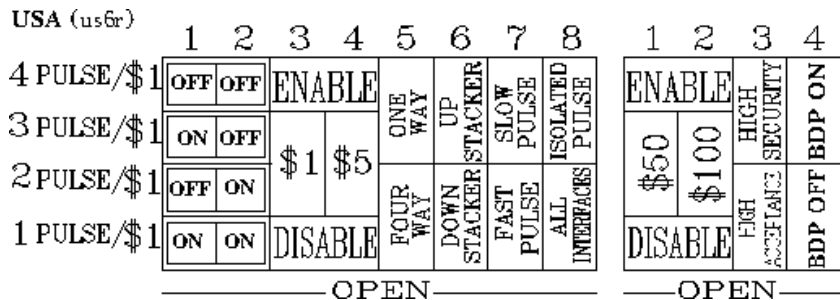 USA (us6r)
1 2 3 4 5 6 7 8 1 2 3 4
4 PULSE/$1 OFF OFF ENABLE ENABLE
3 PULSE/$1 ON OFF
2 PULSE/$1 OFF ON
1 PULSE/$1 ON ON DISABLE DISABLE
$1 $5
ONE WAY
FOUR WAY
UP STACKER
DOWN STACKER
SLOW PULSE
FAST PULSE
ISOLATED PULSE
ALL INTERFACES
$50 $100
HIGH SECURITY
HIGH ACCEPTANCE
BDP ON
BDP OFF
OPEN OPEN